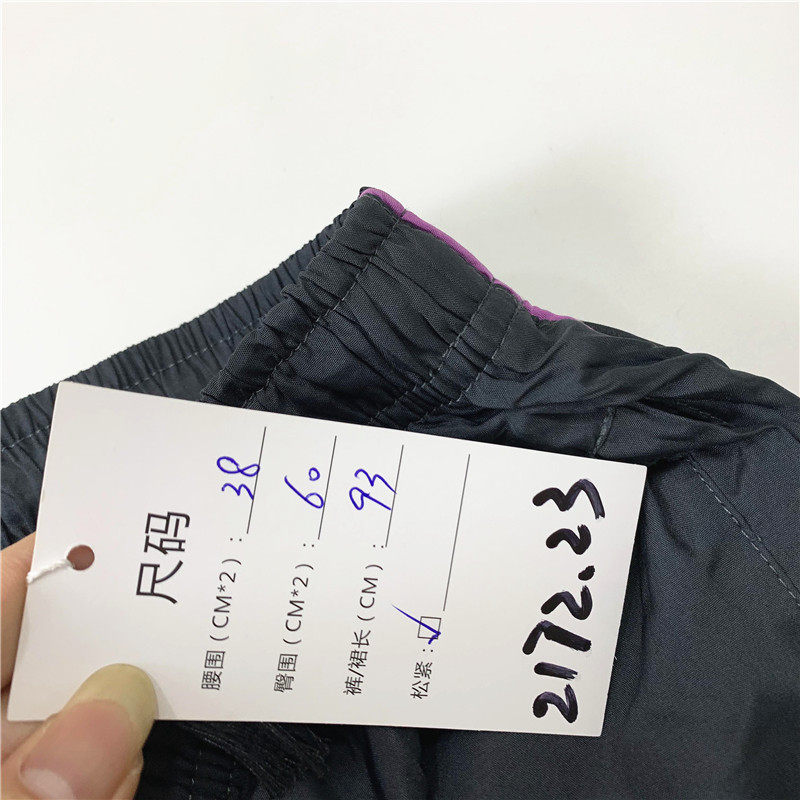 尺码
腰围(CM*2): 38
臀围(CM*2): 60
裤/裙长(CM): 93
松紧: ☑
2172.23